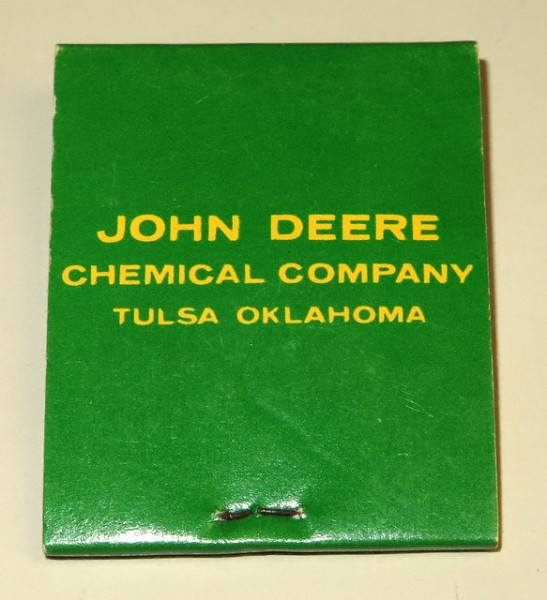 JOHN DEERE
CHEMICAL COMPANY
TULSA OKLAHOMA